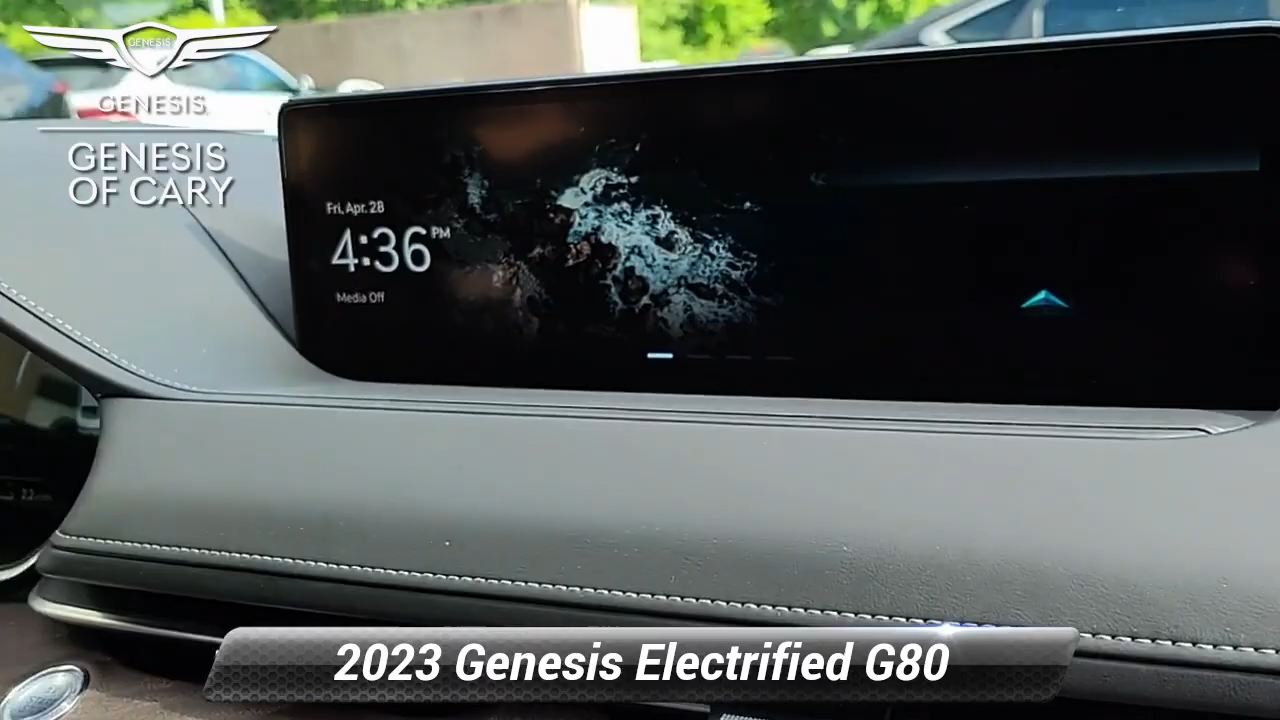 GENESIS
GENESIS
GENESIS
OF CARY
Fri, Apr. 28
4:36 PM
Media Off
2023 Genesis Electrified G80